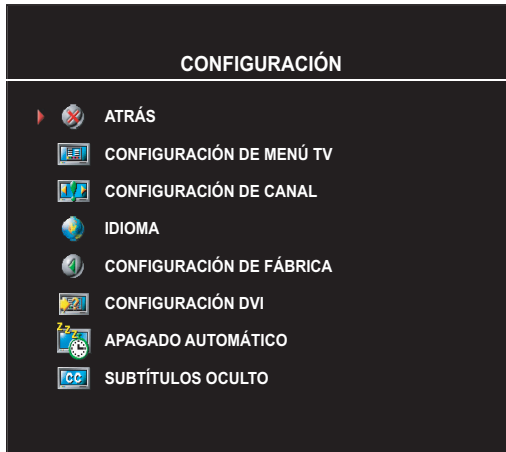 CONFIGURACIÓN
ATRÁS
CONFIGURACIÓN DE MENÚ TV
CONFIGURACIÓN DE CANAL
IDIOMA
CONFIGURACIÓN DE FÁBRICA
?
CONFIGURACIÓN DVI
Z Z Z
APAGADO AUTOMÁTICO
CC
SUBTÍTULOS OCULTO